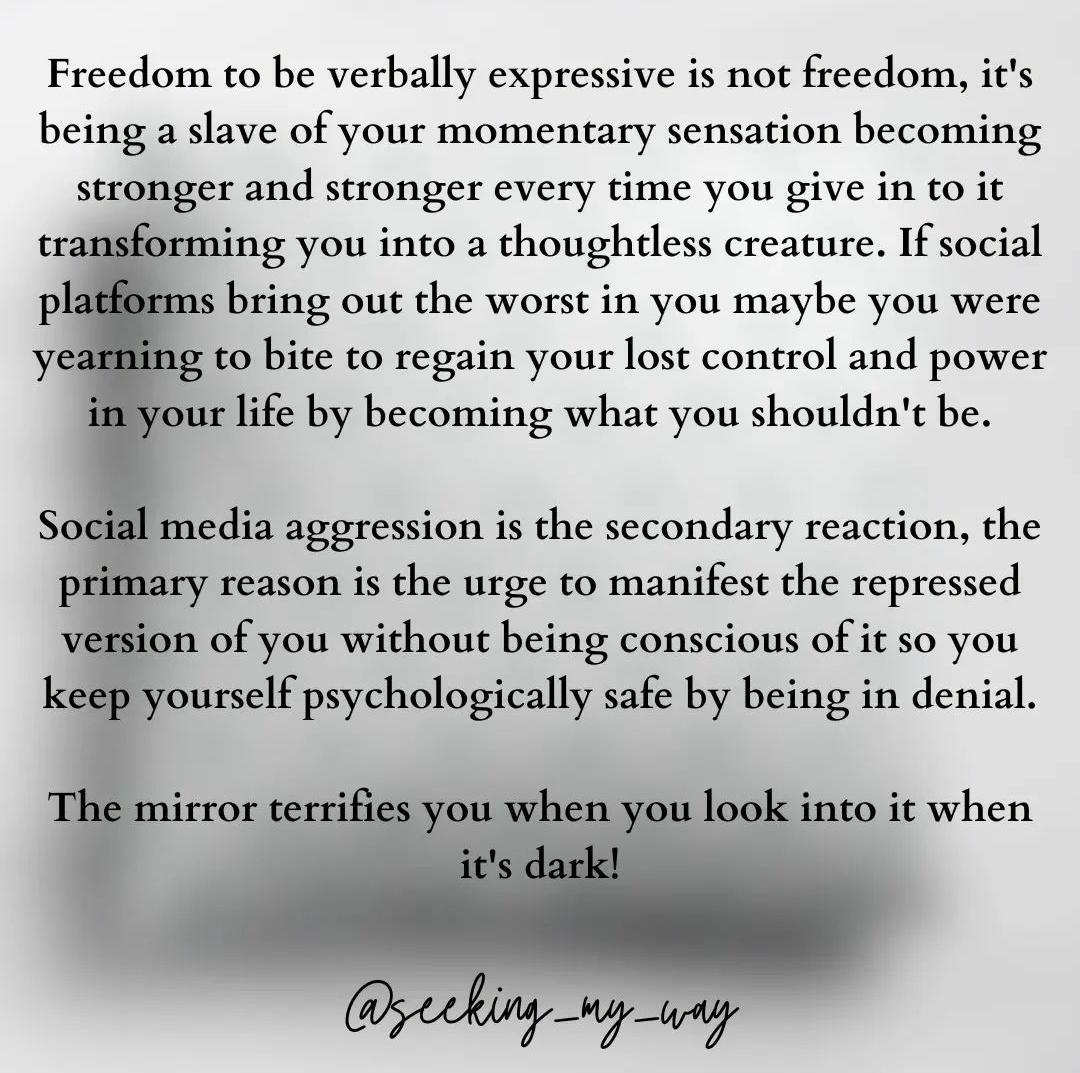 Freedom to be verbally expressive is not freedom, it's
being a slave of your momentary sensation becoming
stronger and stronger every time you give in to it
transforming you into a thoughtless creature. If social
platforms bring out the worst in you maybe you were
yearning to bite to regain your lost control and power
in your life by becoming what you shouldn't be.
Social media aggression is the secondary reaction, the
primary reason is the urge to manifest the repressed
version of you without being conscious of it so you
keep yourself psychologically safe by being in denial.
The mirror terrifies you when you look into it when
it's dark!
@seeking_my_way